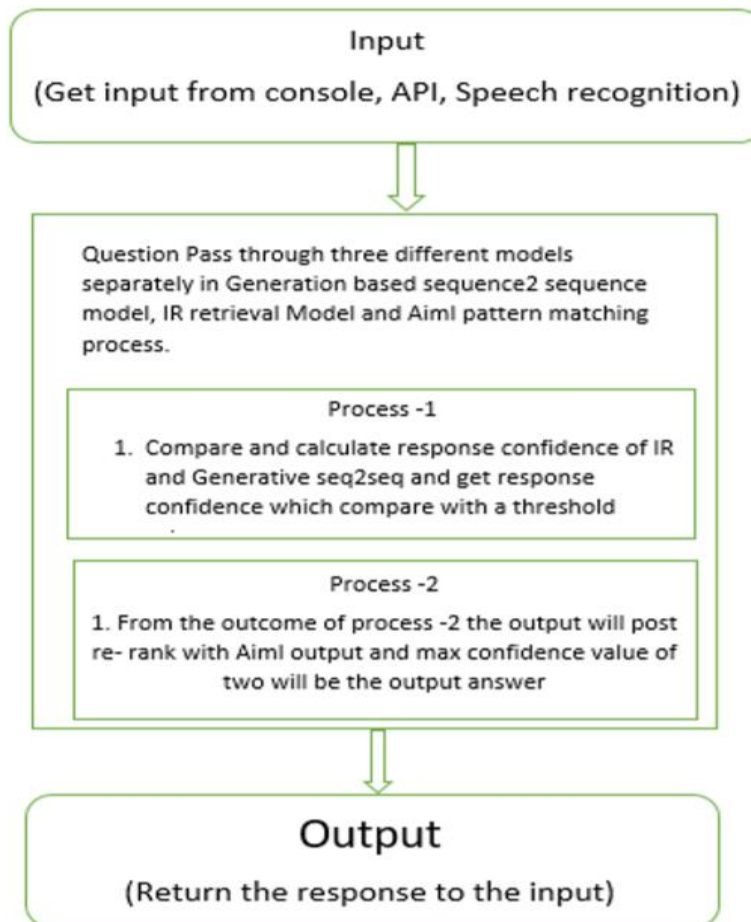 Input
(Get input from console, API, Speech recognition)
Question Pass through three different models
separately in Generation based sequence2 sequence
model, IR retrieval Model and Aiml pattern matching
process.
Process -1
1. Compare and calculate response confidence of IR
and Generative seq2seq and get response
confidence which compare with a threshold
Process -2
1. From the outcome of process -2 the output will post
re- rank with Aiml output and max confidence value of
two will be the output answer
Output
(Return the response to the input)